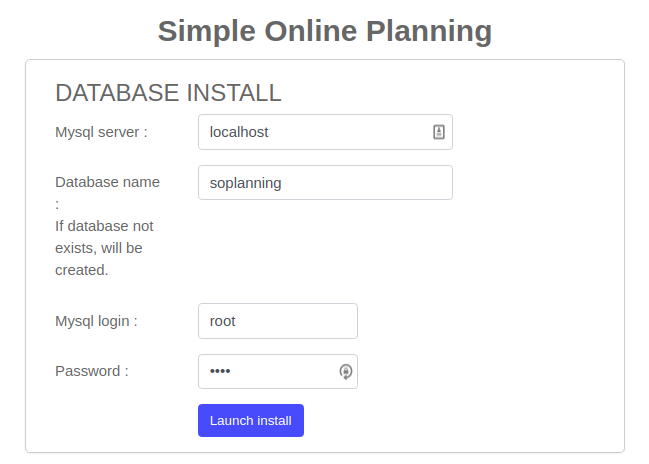 Simple Online Planning
DATABASE INSTALL
Mysql server :
localhost
Database name
:
If database not
exists, will be
created.
soplanning
Mysql login :
root
Password :
••••
Launch install